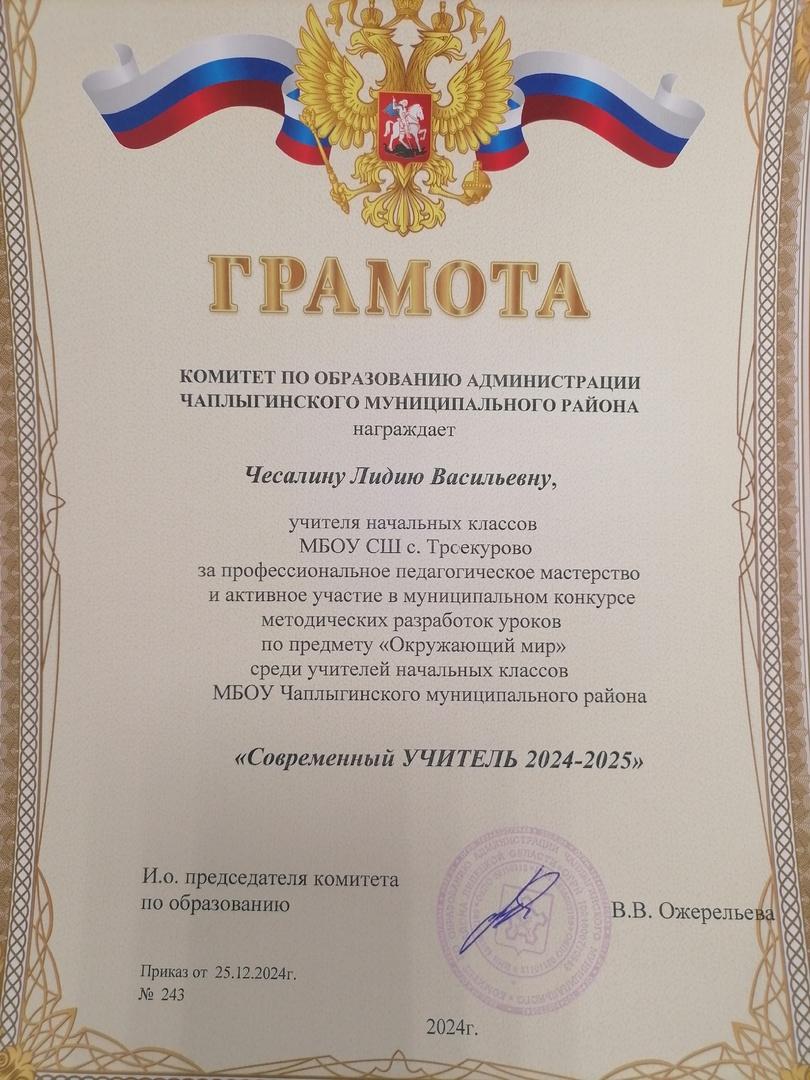 ГРАМОТА
КОМИТЕТ ПО ОБРАЗОВАНИЮ АДМИНИСТРАЦИИ
ЧАПЛЫГИНСКОГО МУНИЦИПАЛЬНОГО РАЙОНА
награждает
Чесалину Лидию Васильевну,
учителя начальных классов
МБОУ СШ с. Троекурово
за профессиональное педагогическое мастерство
и активное участие в муниципальном конкурсе
методических разработок уроков
по предмету «Окружающий мир»
среди учителей начальных классов
МБОУ Чаплыгинского муниципального района
«Современный УЧИТЕЛЬ 2024-2025»
И.о. председателя комитета
по образованию
В.В. Ожерельева
Приказ от 25.12.2024г.
№ 243
2024г.